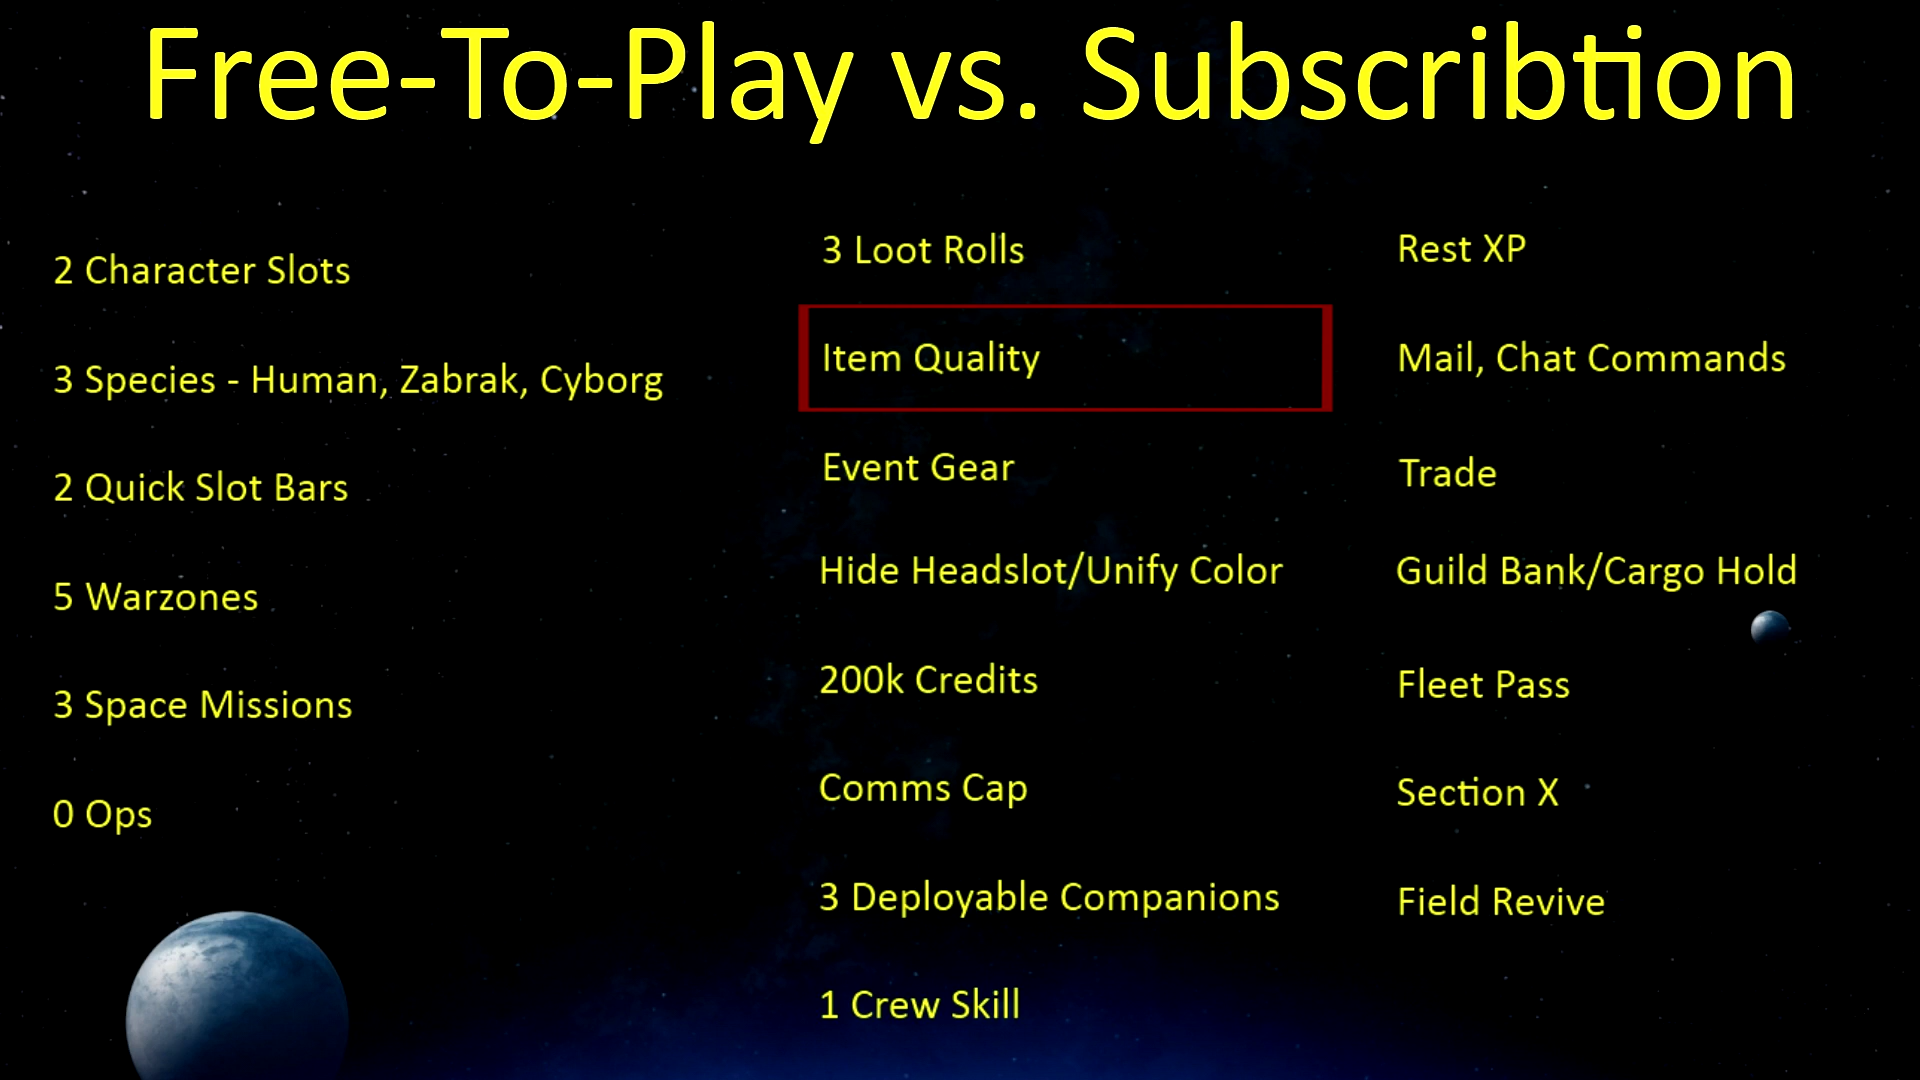 Free-To-Play vs. Subscribtion
2 Character Slots
3 Species - Human, Zabrak, Cyborg
2 Quick Slot Bars
5 Warzones
3 Space Missions
0 Ops
3 Loot Rolls
Item Quality
Event Gear
Hide Headslot/Unify Color
200k Credits
Comms Cap
3 Deployable Companions
1 Crew Skill
Rest XP
Mail, Chat Commands
Trade
Guild Bank/Cargo Hold
Fleet Pass
Section X
Field Revive